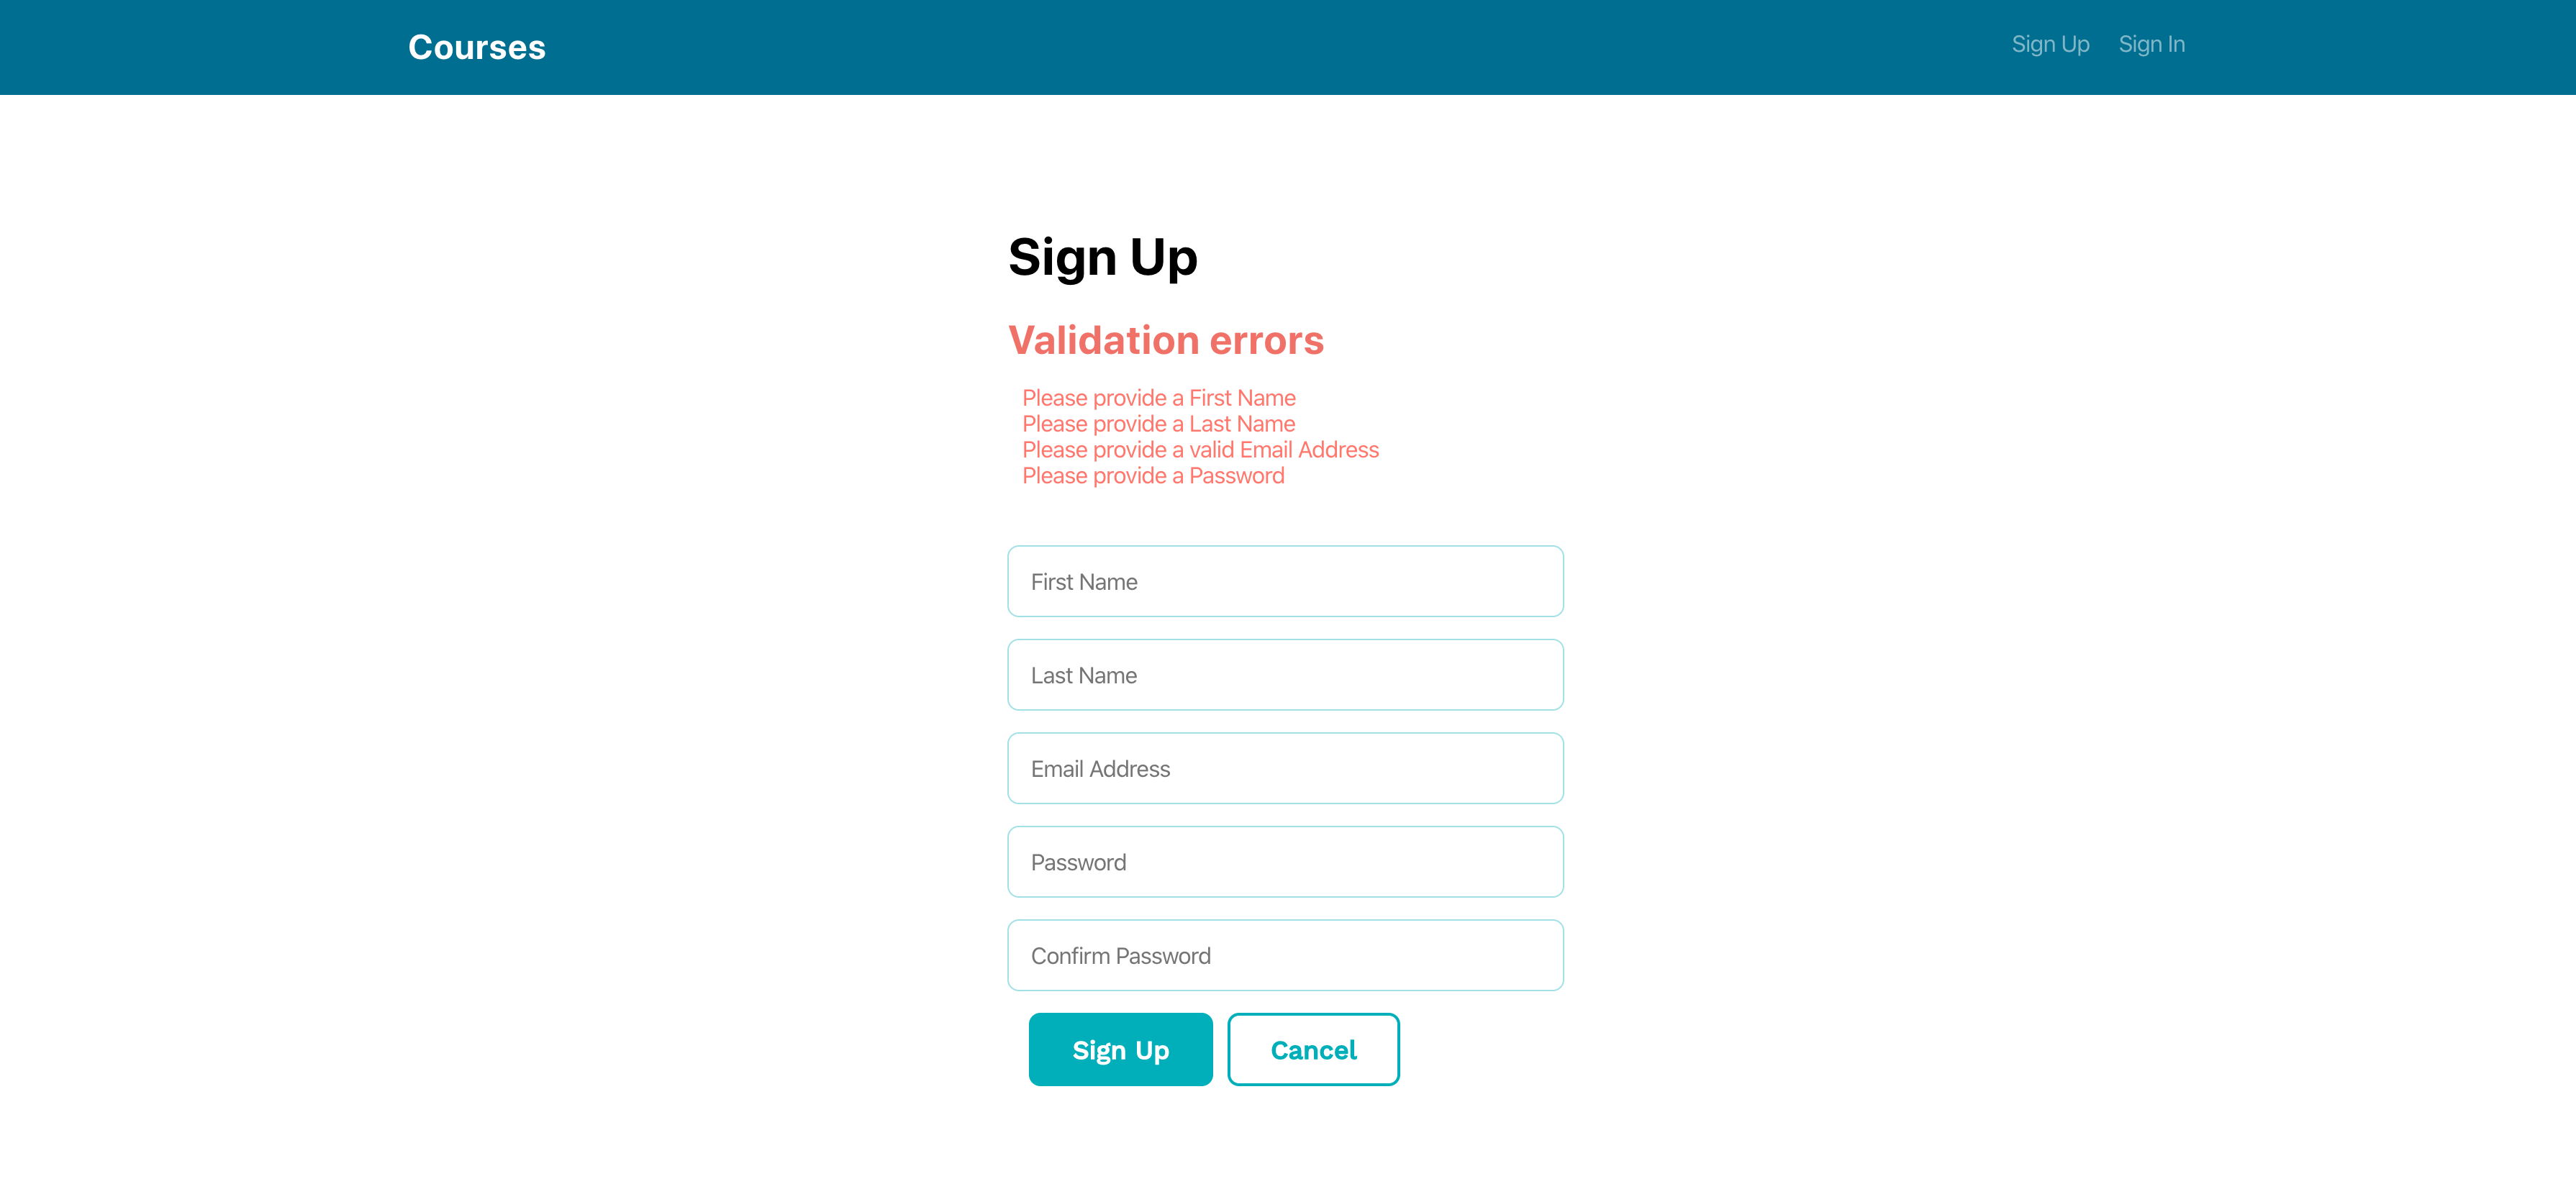 Courses
Sign Up Sign In
Sign Up
Validation errors
Please provide a First Name
Please provide a Last Name
Please provide a valid Email Address
Please provide a Password
First Name
Last Name
Email Address
Password
Confirm Password
Sign Up
Cancel